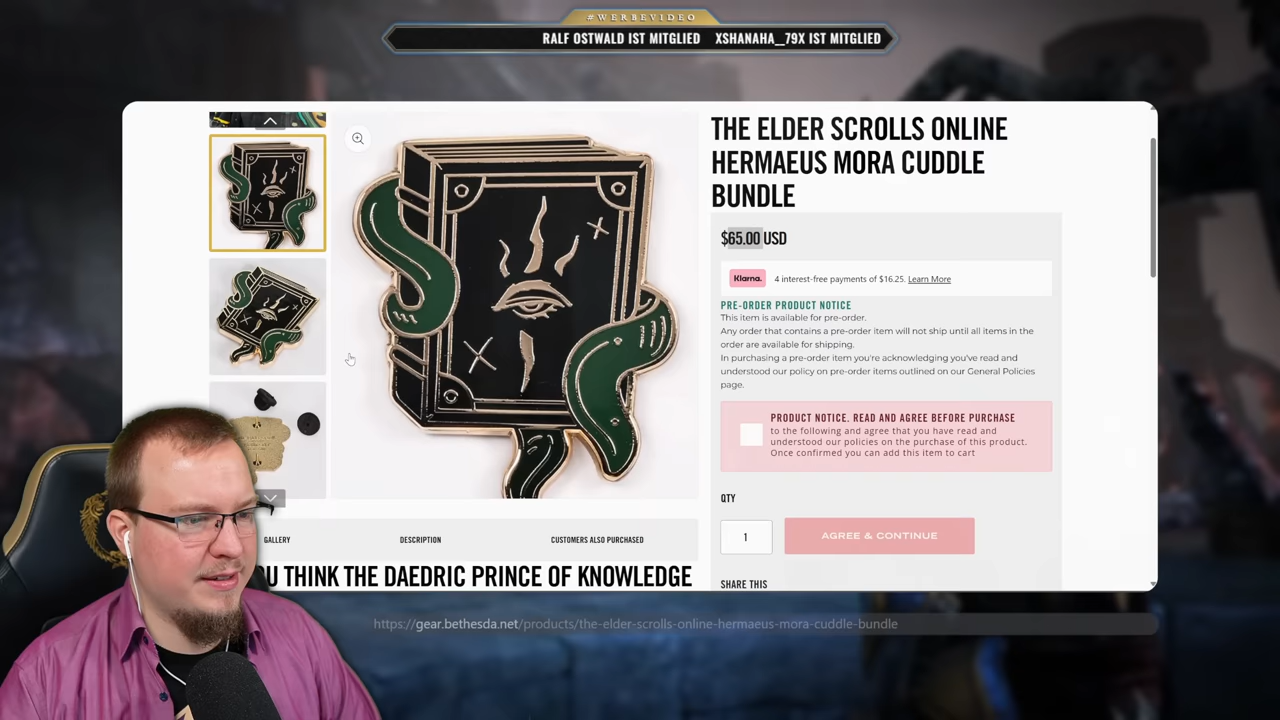 #WERBEVIDEO
RALF OSTWALD IST MITGLIED XSHANAHA__79X IST MITGLIED
THE ELDER SCROLLS ONLINE
HERMAEUS MORA CUDDLE
BUNDLE
$65.00 USD
Klarna. 4 interest-free payments of $16.25. Learn More
PRE-ORDER PRODUCT NOTICE
This item is available for pre-order.
Any order that contains a pre-order item will not ship until all items in the
order are available for shipping.
In purchasing a pre-order item you're acknowledging you've read and
understood our policy on pre-order items outlined on our General Policies
page.
PRODUCT NOTICE. READ AND AGREE BEFORE PURCHASE
to the following and agree that you have read and
understood our policies on the purchase of this product.
Once confirmed you can add this item to cart
QTY
1 AGREE & CONTINUE
SHARE THIS
GALLERY DESCRIPTION CUSTOMERS ALSO PURCHASED
OU THINK THE DAEDRIC PRINCE OF KNOWLEDGE
https://gear.bethesda.net/products/the-elder-scrolls-online-hermaeus-mora-cuddle-bundle